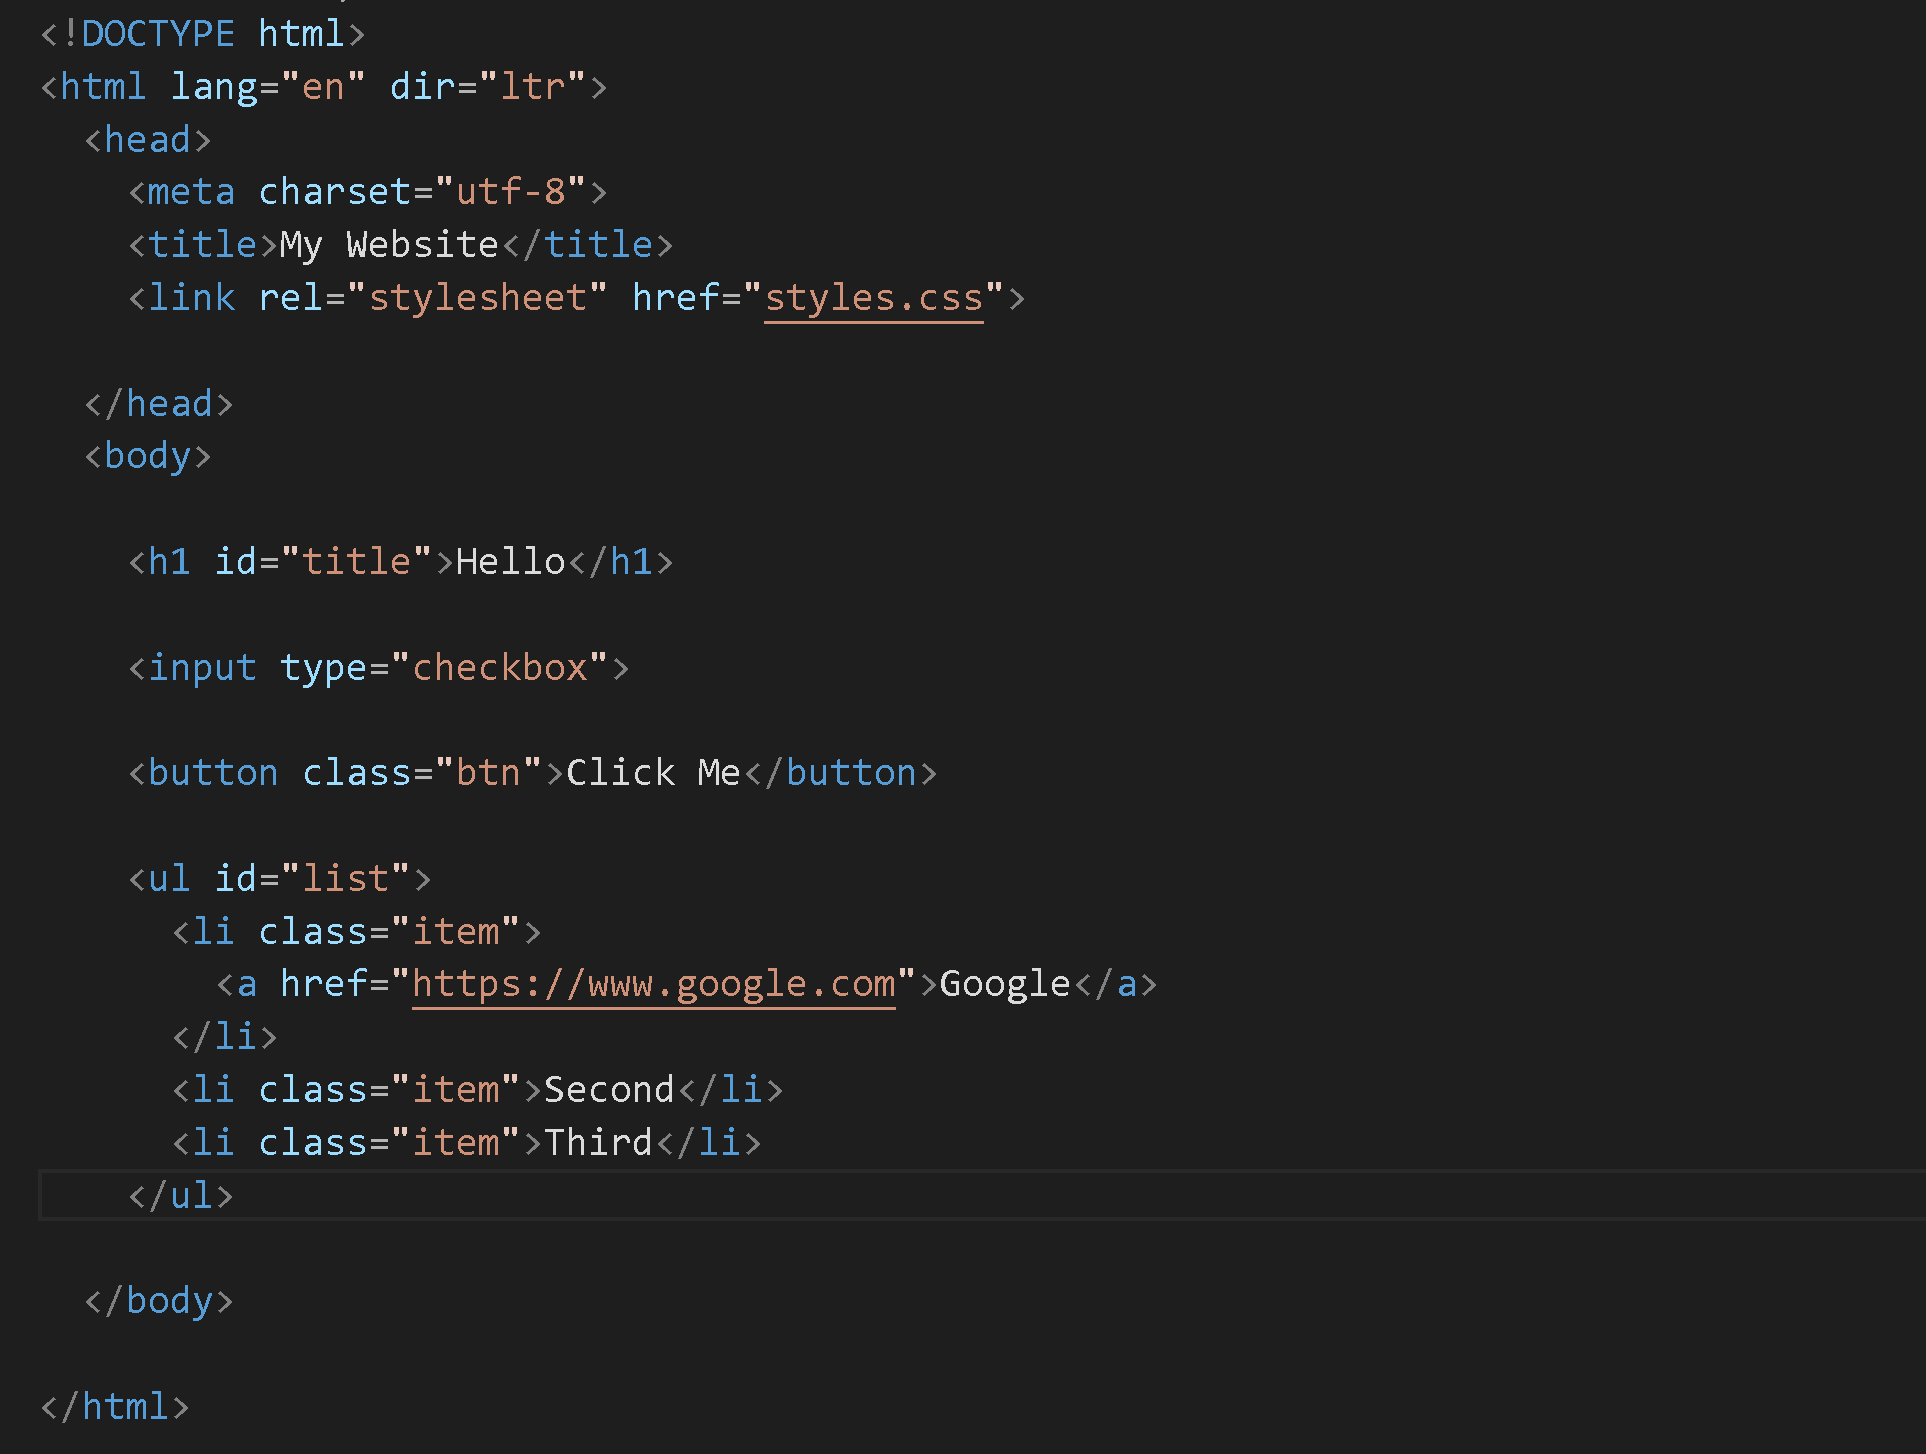 <!DOCTYPE html>
<html lang="en" dir="ltr">
  <head>
    <meta charset="utf-8">
    <title>My Website</title>
    <link rel="stylesheet" href="styles.css">

  </head>
  <body>

    <h1 id="title">Hello</h1>

    <input type="checkbox">

    <button class="btn">Click Me</button>

    <ul id="list">
      <li class="item">
        <a href="https://www.google.com">Google</a>
      </li>
      <li class="item">Second</li>
      <li class="item">Third</li>
    </ul>

  </body>

</html>